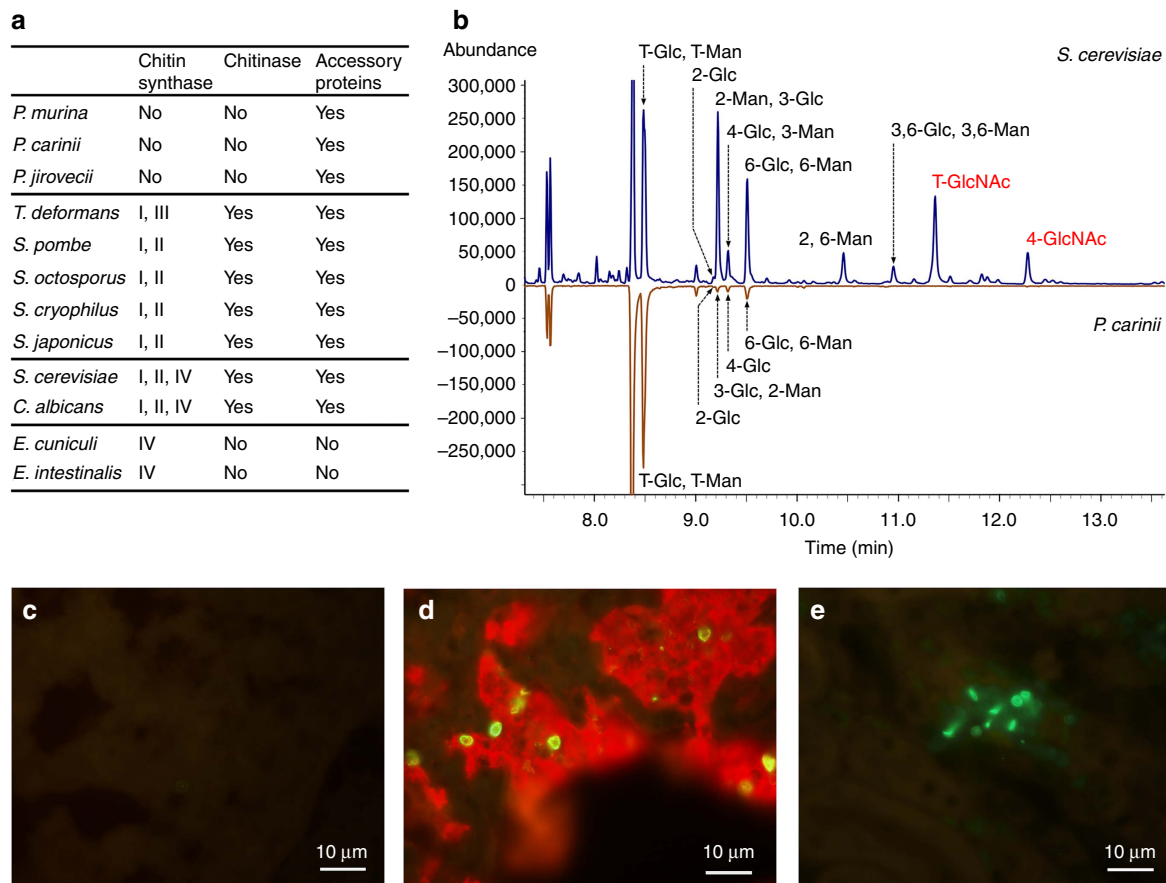 a
Chitin synthase Chitinase Accessory proteins
P. murina No No Yes
P. carinii No No Yes
P. jirovecii No No Yes
T. deformans I, III Yes Yes
S. pombe I, II Yes Yes
S. octosporus I, II Yes Yes
S. cryophilus I, II Yes Yes
S. japonicus I, II Yes Yes
S. cerevisiae I, II, IV Yes Yes
C. albicans I, II, IV Yes Yes
E. cuniculi IV No No
E. intestinalis IV No No
b
Abundance
S. cerevisiae
T-Glc, T-Man
2-Glc
2-Man, 3-Glc
4-Glc, 3-Man
6-Glc, 6-Man
2, 6-Man
3,6-Glc, 3,6-Man
T-GlcNAc
4-GlcNAc
300,000
250,000
200,000
150,000
100,000
50,000
0
−50,000
−100,000
−150,000
−200,000
−250,000
P. carinii
6-Glc, 6-Man
4-Glc
3-Glc, 2-Man
2-Glc
T-Glc, T-Man
8.0 9.0 10.0 11.0 12.0 13.0
Time (min)
c
10 μm
d
10 μm
e
10 μm